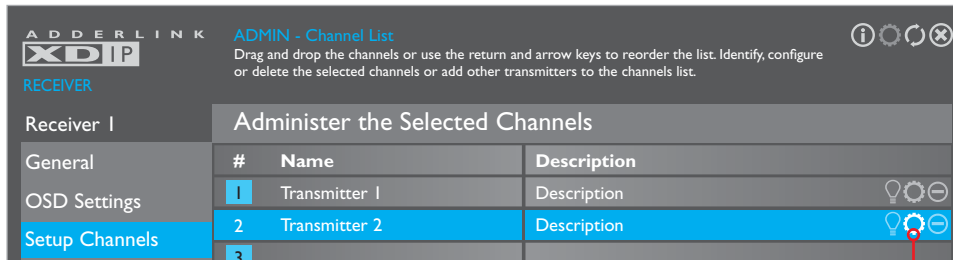 ADDERLINK
XDIP
RECEIVER
ADMIN - Channel List
Drag and drop the channels or use the return and arrow keys to reorder the list. Identify, configure
or delete the selected channels or add other transmitters to the channels list.
Receiver 1
General
OSD Settings
Setup Channels
Administer the Selected Channels
# Name Description
1 Transmitter 1 Description
2 Transmitter 2 Description
3